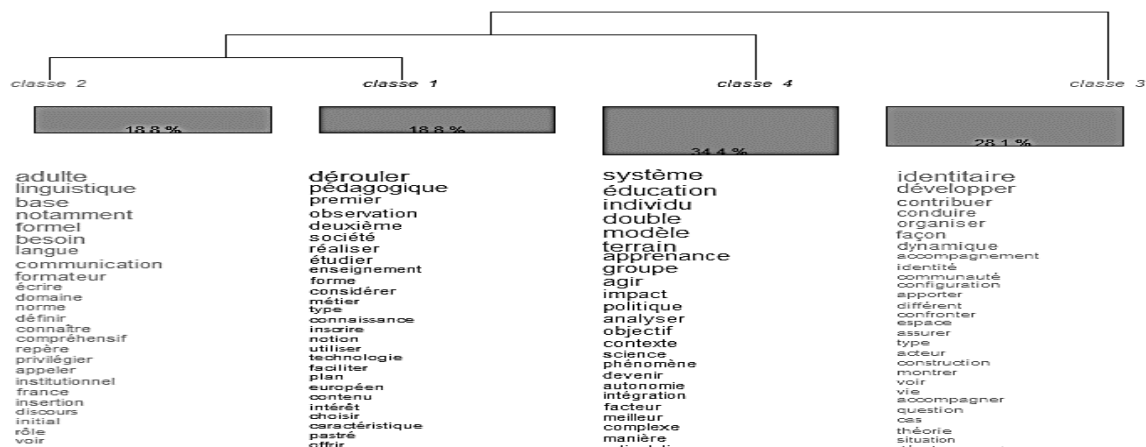 classe 2
classe 1
classe 4
classe 3
18.8 %
18.8 %
34.4 %
28.1 %
adulte
linguistique
base
notamment
formel
besoin
langue
communication
formateur
écrire
domaine
norme
définir
connaître
compréhensif
repère
privilégier
appeler
institutionnel
france
insertion
discours
initial
rôle
voir
dérouler
pédagogique
premier
observation
deuxième
société
réaliser
étudier
enseignement
forme
considérer
métier
type
connaissance
inscrire
notion
utiliser
technologie
faciliter
plan
européen
contenu
intérêt
choisir
caractéristique
pastré
offrir
système
éducation
individu
double
modèle
terrain
apprenance
groupe
agir
impact
politique
analyser
objectif
contexte
science
phénomène
devenir
autonomie
intégration
facteur
meilleur
complexe
manière
identitaire
développer
contribuer
conduire
organiser
façon
dynamique
accompagnement
identité
communauté
configuration
apporter
différent
confronter
espace
assurer
type
acteur
construction
montrer
voir
vie
accompagner
question
cas
théorie
situation